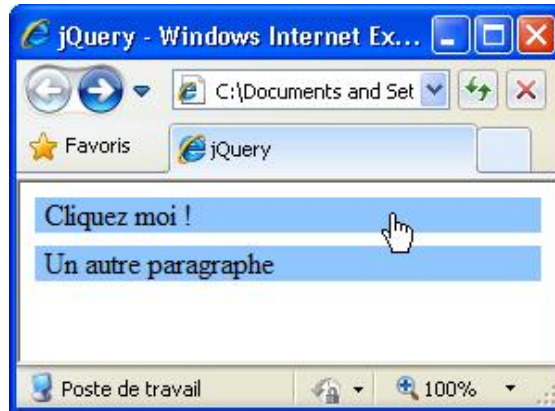 jQuery - Windows Internet Ex...
C:\Documents and Set
Favoris
jQuery
Cliquez moi !
Un autre paragraphe
Poste de travail
100%